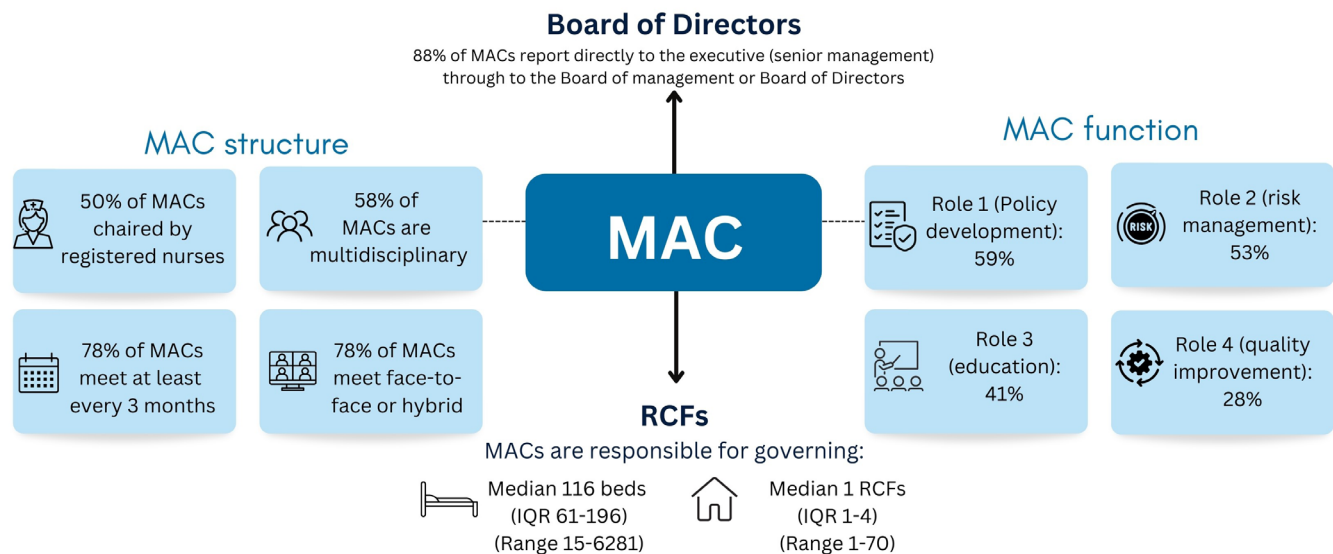 Board of Directors
88% of MACs report directly to the executive (senior management)
through to the Board of management or Board of Directors
MAC structure
50% of MACs
chaired by
registered nurses
58% of
MACs are
multidisciplinary
78% of MACs
meet at least
every 3 months
78% of MACs
meet face-to-
face or hybrid
MAC
MAC function
Role 1 (Policy
development):
59%
RISK
Role 2 (risk
management):
53%
Role 3
(education):
41%
Role 4 (quality
improvement):
28%
RCFs
MACs are responsible for governing:
Median 116 beds
(IQR 61-196)
(Range 15-6281)
Median 1 RCFs
(IQR 1-4)
(Range 1-70)